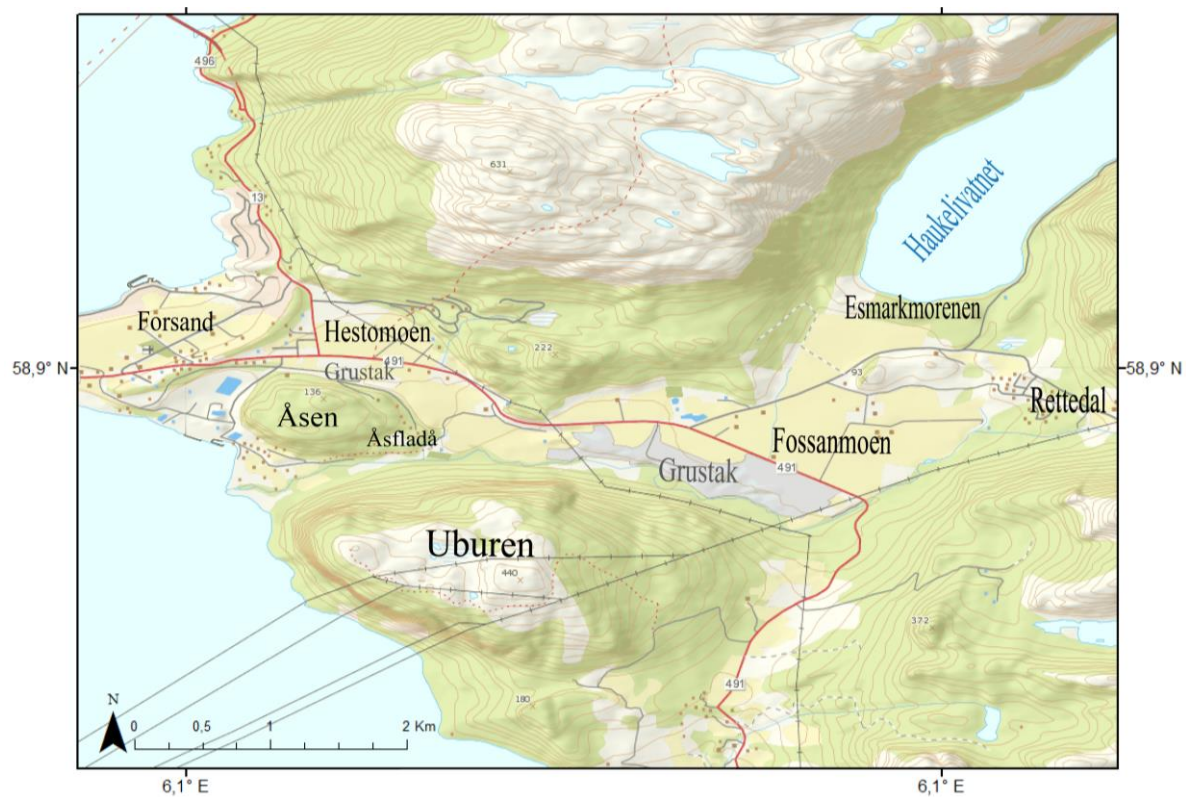 496
631
13
Haukelivatnet
Esmarkmorenen
Forsand
Hestomoen
222
58,9° N
491
Grustak
93
58,9° N
136
Åsen
Rettedal
Åsfladå
Fossanmoen
Grustak
491
Uburen
440
372
491
180
N
0 0,5 1 2 Km
6,1° E
6,1° E